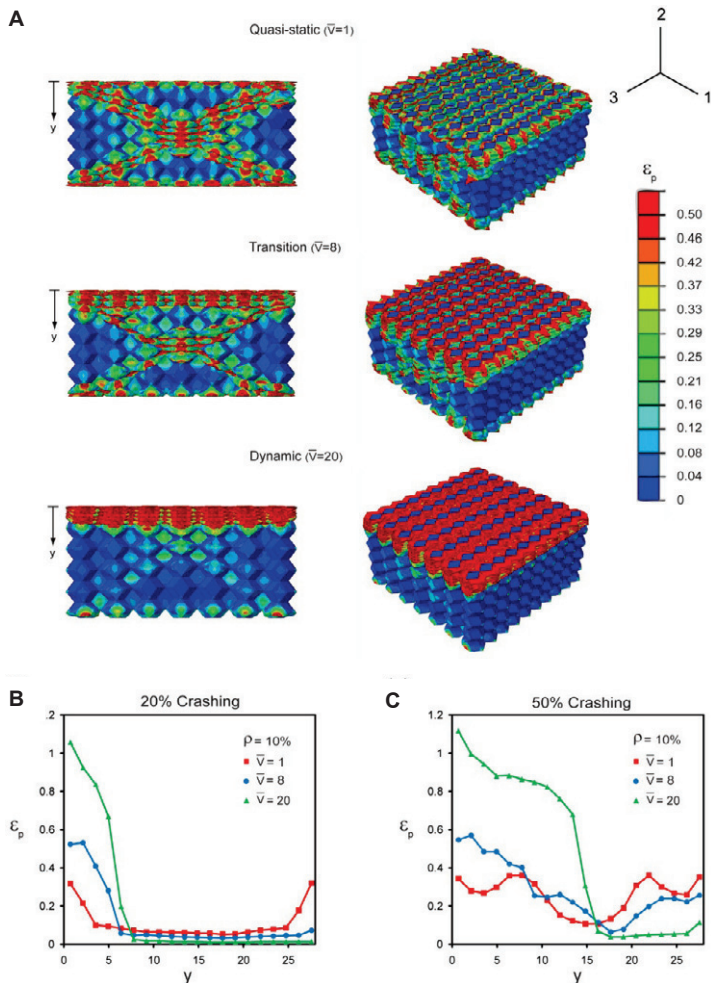 A
Quasi-static (V̄=1)
y
2
3
1
Transition (V̄=8)
y
εp
0.50
0.46
0.42
0.37
0.33
0.29
0.25
0.21
0.16
0.12
0.08
0.04
0
Dynamic (V̄=20)
y
B
20% Crashing
.2
1
0.8
0.6
0.4
0.2
0
εp
ρ = 10%
V̄ = 1
V̄ = 8
V̄ = 20
0 5 10 15 20 25
y
C
50% Crashing
1.2
1
0.8
0.6
0.4
0.2
0
εp
ρ = 10%
V̄ = 1
V̄ = 8
V̄ = 20
0 5 10 15 20 25
y